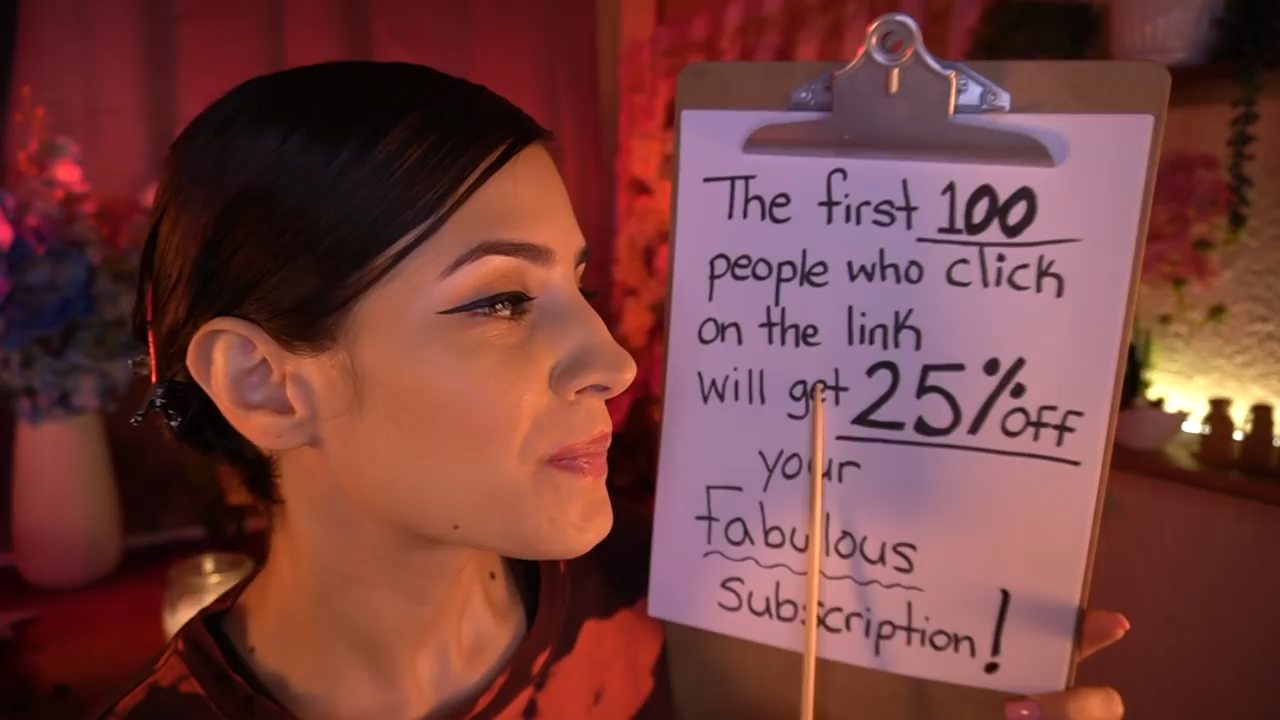 The first 100
people who click
on the link
will get 25% off
your
Fabulous
Subscription!